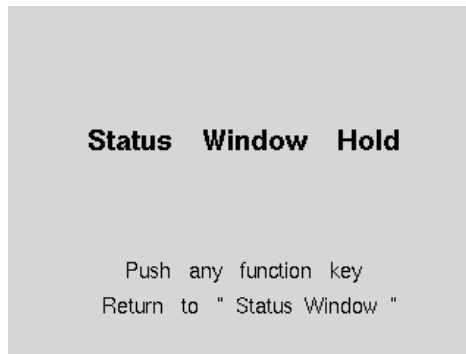 Status Window Hold
Push any function key
Return to " Status Window "